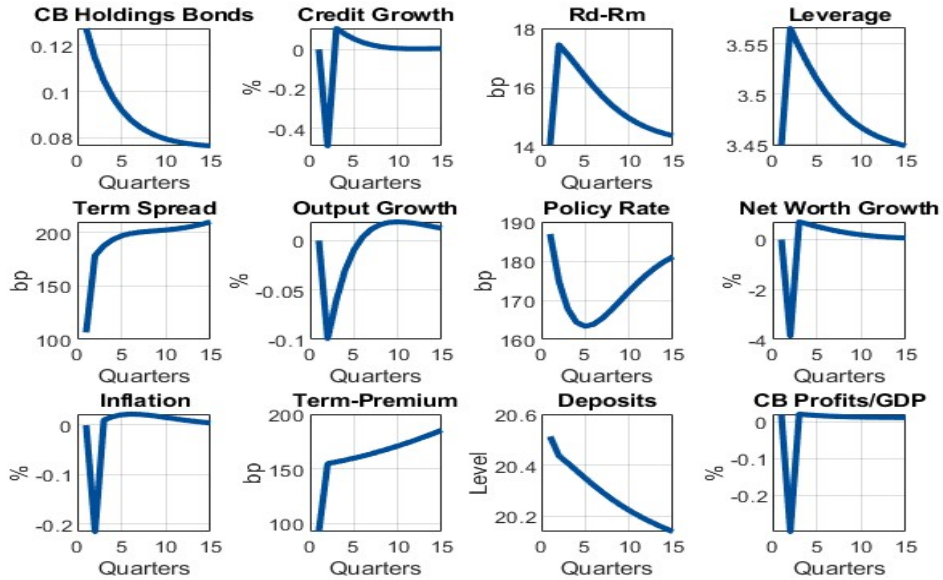 CB Holdings Bonds Credit Growth Rd-Rm Leverage
0.12 0.1 0.08
% 0 -0.2 -0.4
bp 18 16 14
3.55 3.5 3.45
0 5 10 15 0 5 10 15 0 5 10 15 0 5 10 15
Quarters Quarters Quarters Quarters
Term Spread Output Growth Policy Rate Net Worth Growth
bp 200 150 100
% 0 -0.05 -0.1
bp 190 180 170 160
% 0 -2 -4
0 5 10 15 0 5 10 15 0 5 10 15 0 5 10 15
Quarters Quarters Quarters Quarters
Inflation Term-Premium Deposits CB Profits/GDP
% 0 -0.1 -0.2
bp 200 150 100
Level 20.6 20.4 20.2
% 0 -0.1 -0.2
0 5 10 15 0 5 10 15 0 5 10 15 0 5 10 15
Quarters Quarters Quarters Quarters